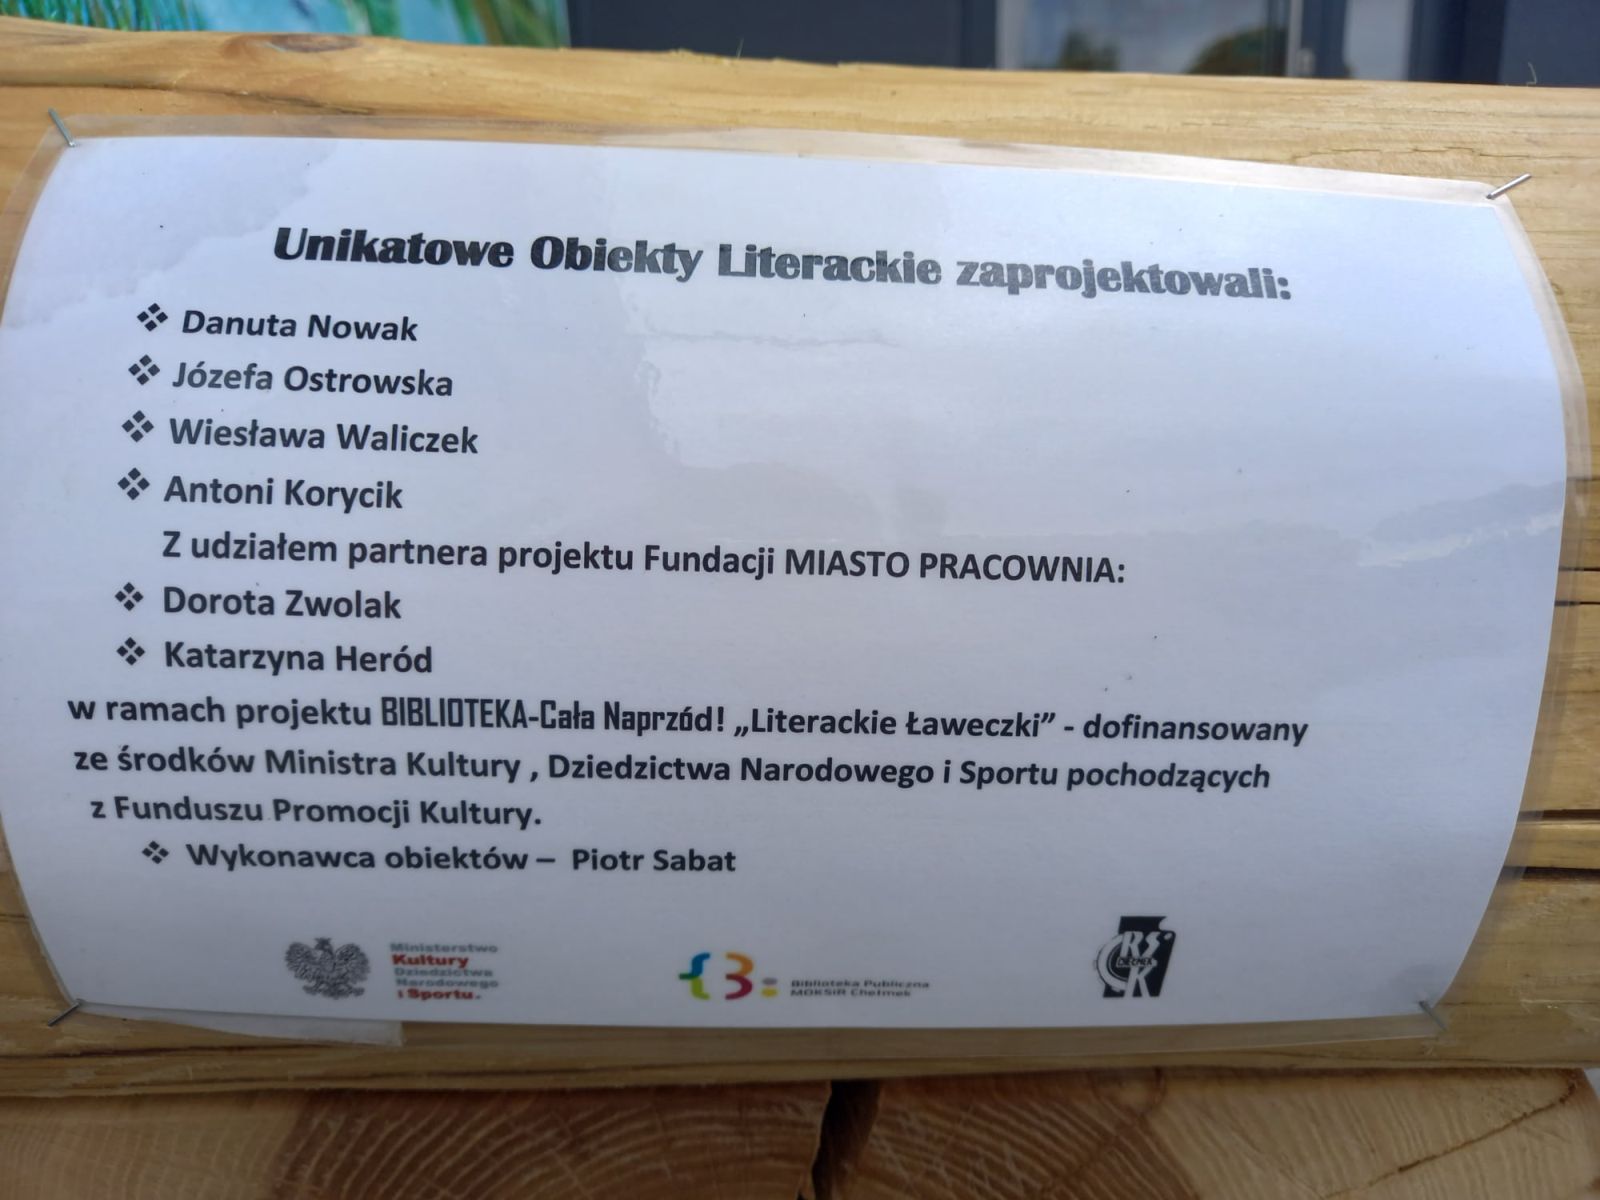 Unikatowe Obiekty Literackie zaprojektowali:
❖ Danuta Nowak
❖ Józefa Ostrowska
❖ Wiesława Waliczek
❖ Antoni Korycik
Z udziałem partnera projektu Fundacji MIASTO PRACOWNIA:
❖ Dorota Zwolak
❖ Katarzyna Heród
w ramach projektu BIBLIOTEKA-Cała Naprzód! „Literackie Ławeczki” - dofinansowany
ze środków Ministra Kultury , Dziedzictwa Narodowego i Sportu pochodzących
z Funduszu Promocji Kultury.
❖ Wykonawca obiektów – Piotr Sabat
Ministerstwo
Kultury
Dziedzictwa
Narodowego
i Sportu.
Biblioteka Publiczna
MOKSiR Chełmek
RS
CHEŁMEK
K